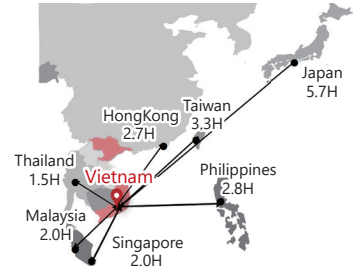 Japan
5.7H
Taiwan
3.3H
HongKong
2.7H
Thailand
1.5H
Vietnam
Philippines
2.8H
Malaysia
2.0H
Singapore
2.0H